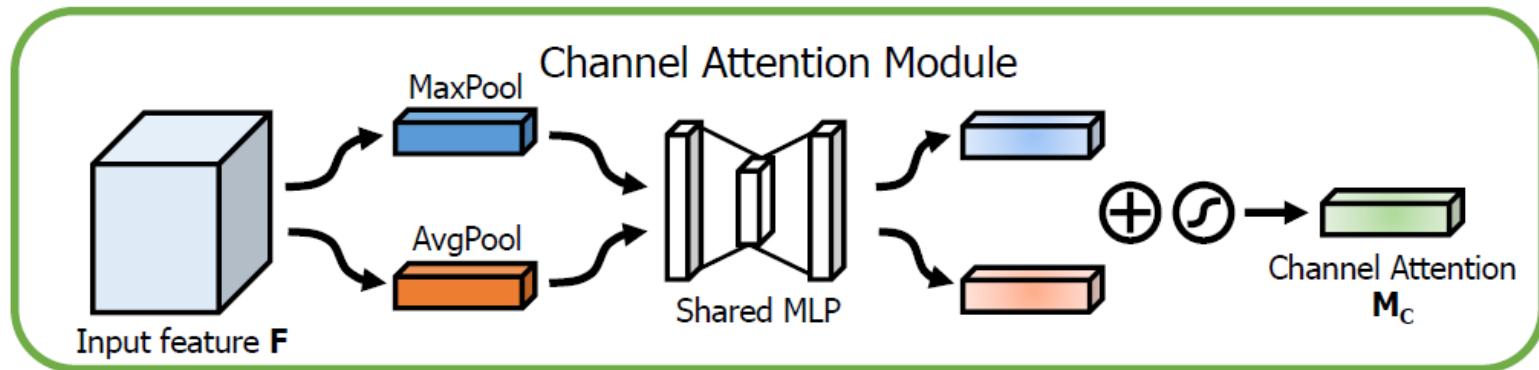 Channel Attention Module
MaxPool
AvgPool
Shared MLP
Input feature F
Channel Attention
Mc